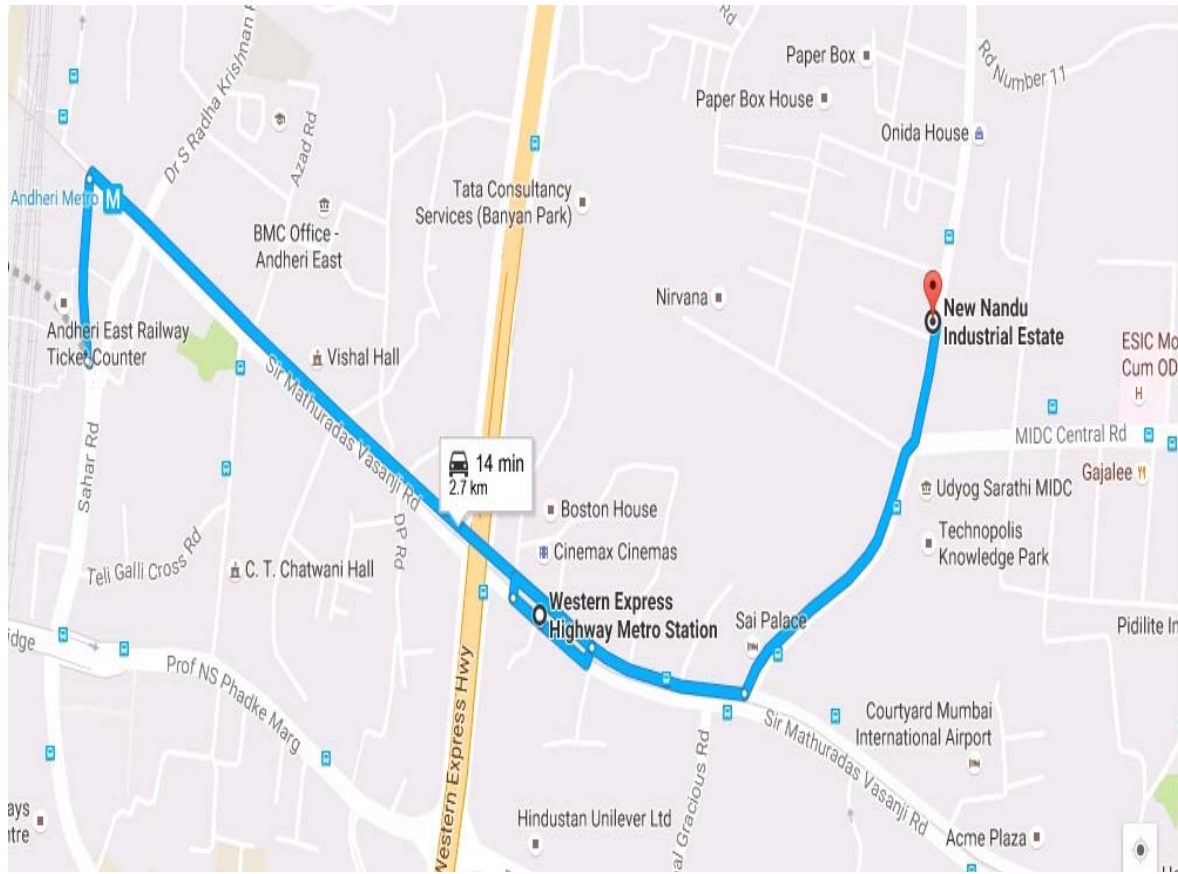 Paper Box
Rd Number 11
Paper Box House
Onida House
Dr S Radha Krishnan R
Azad Rd
Andheri Metro
M
Tata Consultancy
Services (Banyan Park)
BMC Office -
Andheri East
Nirvana
New Nandu
Industrial Estate
Andheri East Railway
Ticket Counter
Vishal Hall
ESIC Mo
Cum OD
H
Sir Mathuradas Vasanji Rd
MIDC Central Rd
14 min
2.7 km
Gajalee
Sahar Rd
Udyog Sarathi MIDC
Boston House
DP Rd
Technopolis
Knowledge Park
Cinemax Cinemas
Teli Galli Cross Rd
C. T. Chatwani Hall
Western Express
Highway Metro Station
Sai Palace
Pidilite In
idge
Prof NS Phadke Marg
Western Express Hwy
Courtyard Mumbai
International Airport
Sir Mathuradas Vasanji Rd
al Gracious Rd
Hindustan Unilever Ltd
ays
ntre
Acme Plaza